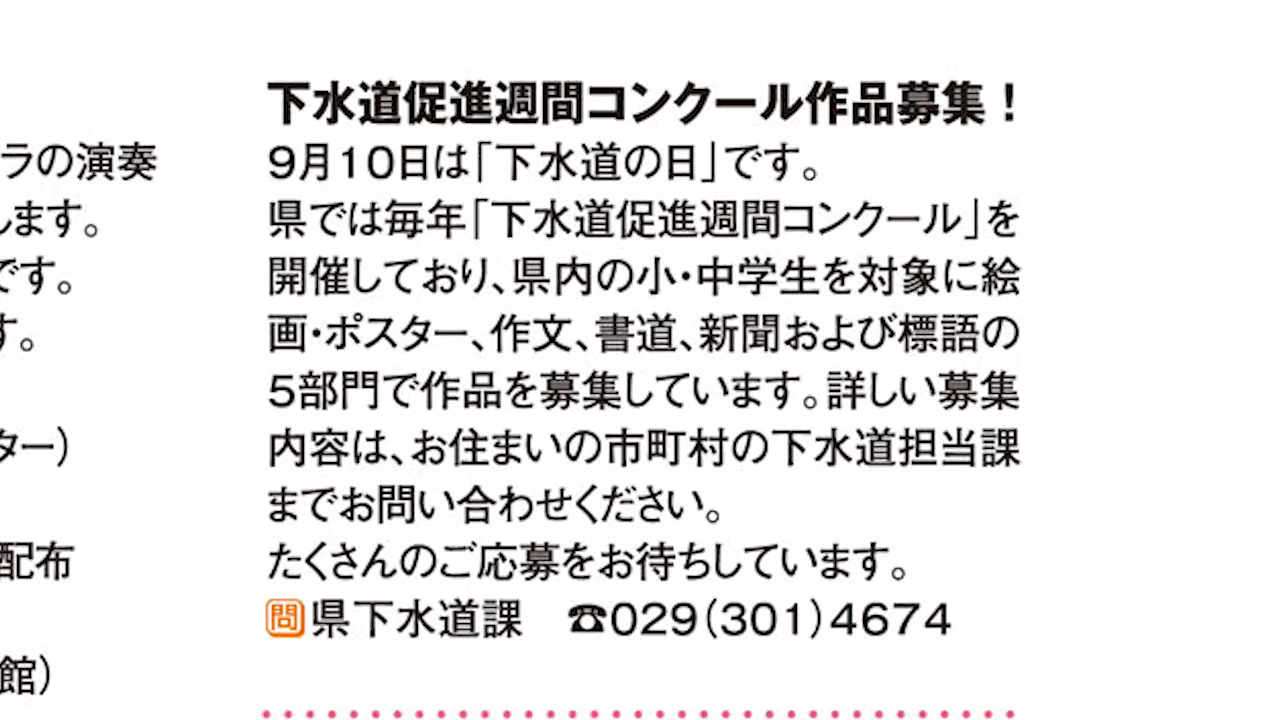 ラの演奏
します。
です。
す。
ター)
配布
館)
下水道促進週間コンクール作品募集!
9月10日は「下水道の日」です。
県では毎年「下水道促進週間コンクール」を
開催しており、県内の小・中学生を対象に絵
画・ポスター、作文、書道、新聞および標語の
5部門で作品を募集しています。詳しい募集
内容は、お住まいの市町村の下水道担当課
までお問い合わせください。
たくさんのご応募をお待ちしています。
問 県下水道課 ☎029(301)4674